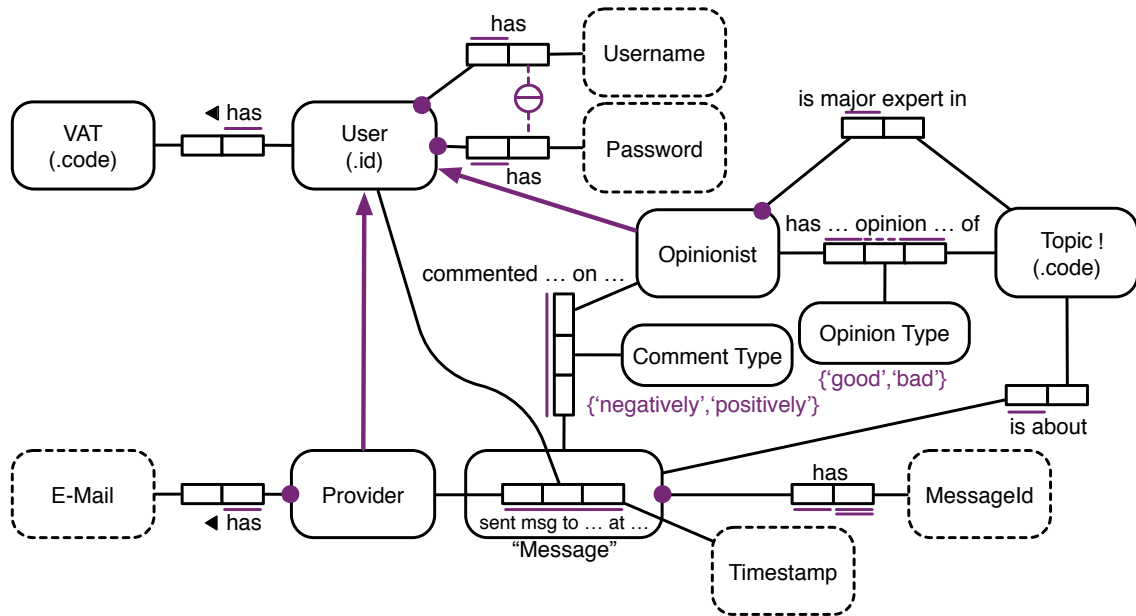 has
Username
is major expert in
has
VAT
(.code)
User
(.id)
Password
has
has … opinion … of
Opinionist
Topic !
(.code)
commented … on …
Opinion Type
Comment Type
{‘good’,‘bad’}
{‘negatively’,‘positively’}
is about
E-Mail
has
Provider
has
MessageId
sent msg to … at …
“Message”
Timestamp